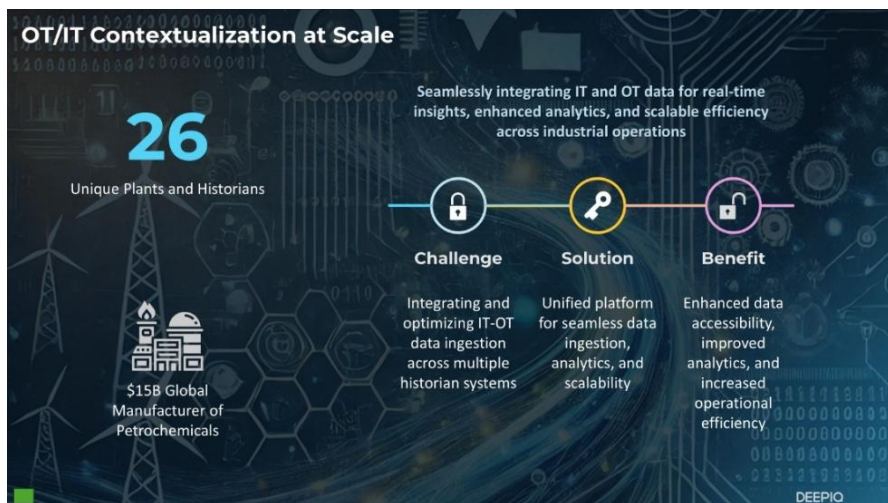 OT/IT Contextualization at Scale
26
Unique Plants and Historians
$15B Global
Manufacturer of
Petrochemicals
Seamlessly integrating IT and OT data for real-time
insights, enhanced analytics, and scalable efficiency
across industrial operations
Challenge
Integrating and
optimizing IT-OT
data ingestion
across multiple
historian systems
Solution
Unified platform
for seamless data
ingestion,
analytics, and
scalability
Benefit
Enhanced data
accessibility,
improved
analytics, and
increased
operational
efficiency
DEEPIQ